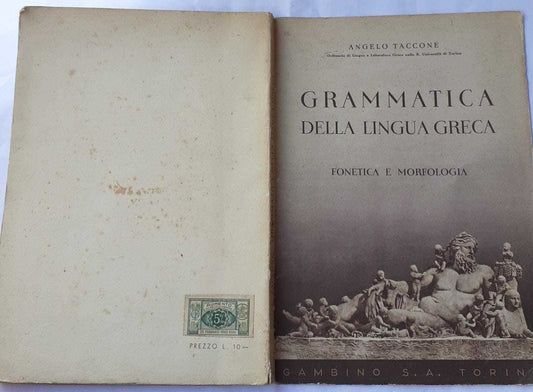 ANGELO TACCONE
Ordinario di Lingua e Letteratura Greca nella R. Università di Torino
GRAMMATICA
DELLA LINGUA GRECA
FONETICA E MORFOLOGIA
GAMBINO S.A. TORIN
5
PREZZO L. 10—